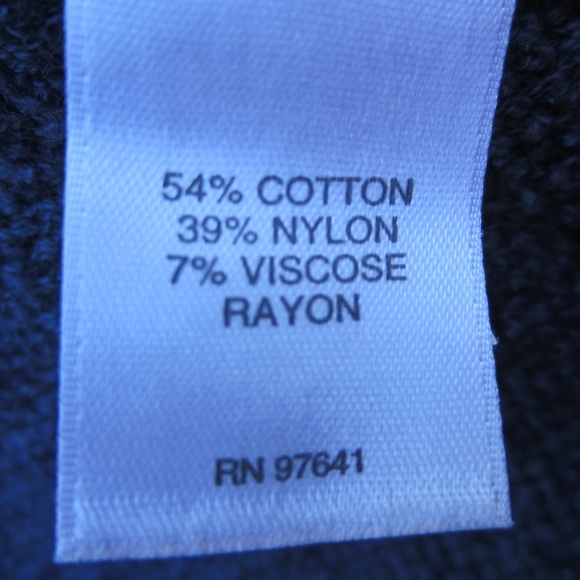 54% COTTON
39% NYLON
7% VISCOSE
RAYON
RN 97641